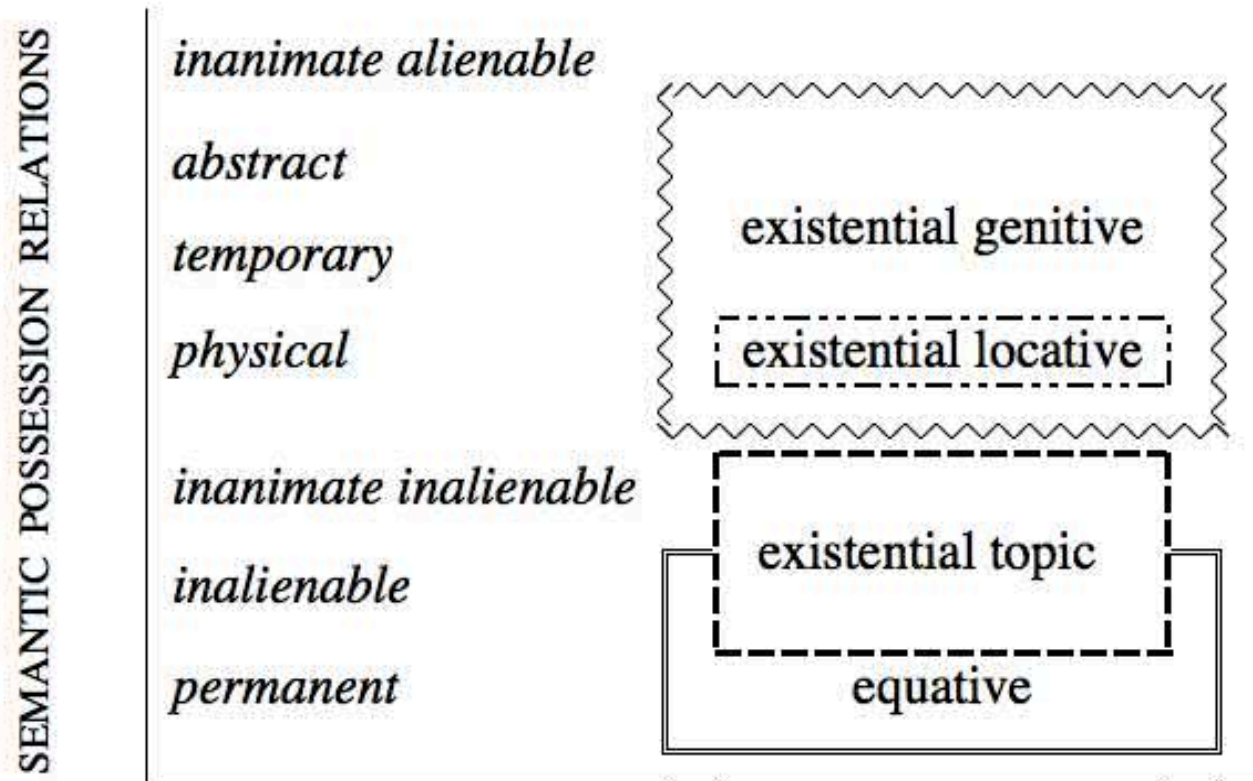 SEMANTIC POSSESSION RELATIONS
inanimate alienable
abstract
temporary
physical
inanimate inalienable
inalienable
permanent
existential genitive
existential locative
existential topic
equative